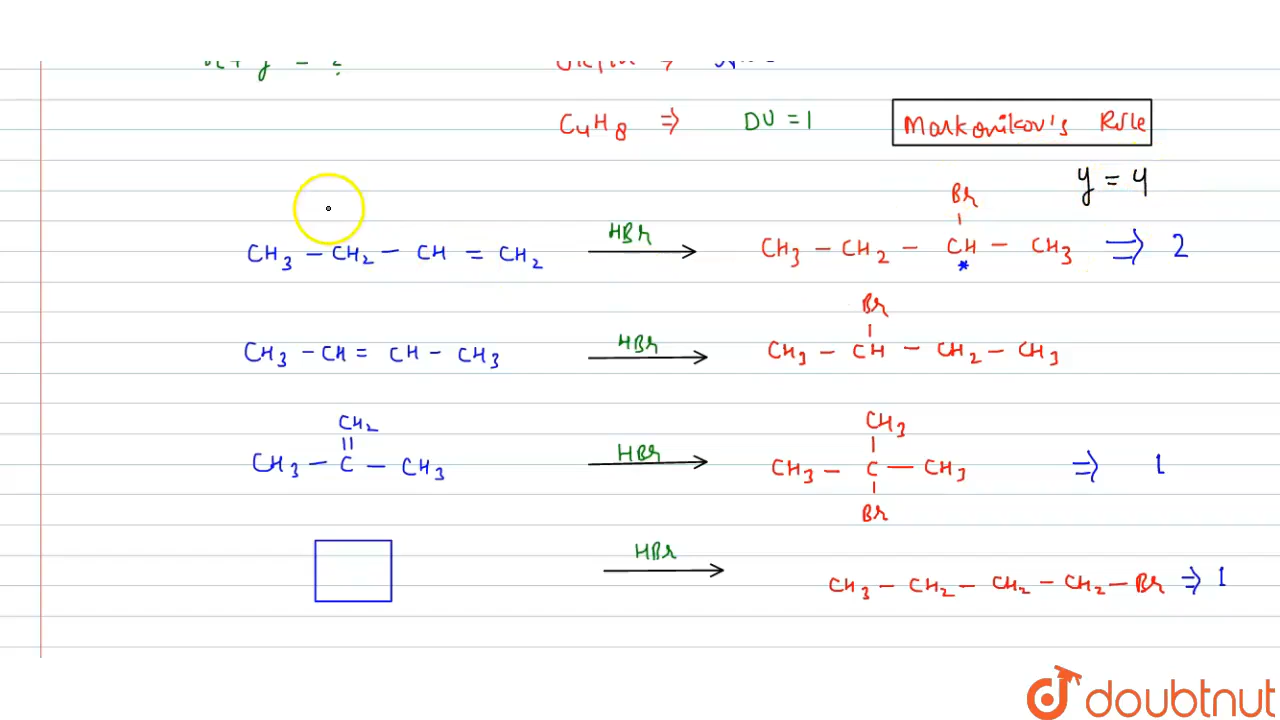 C4H8 ⇒ DU = 1
Markonikov's Rule
y = 4
CH3 – CH2 – CH = CH2 HBr → CH3 – CH2 – CH(Br)* – CH3 ⇒ 2
CH3 – CH = CH – CH3 HBr → CH3 – CH(Br) – CH2 – CH3
CH3 – C(=CH2) – CH3 HBr → CH3 – C(CH3)(Br) – CH3 ⇒ 1
HBr → CH3 – CH2 – CH2 – CH2 – Br ⇒ 1
doubtnut